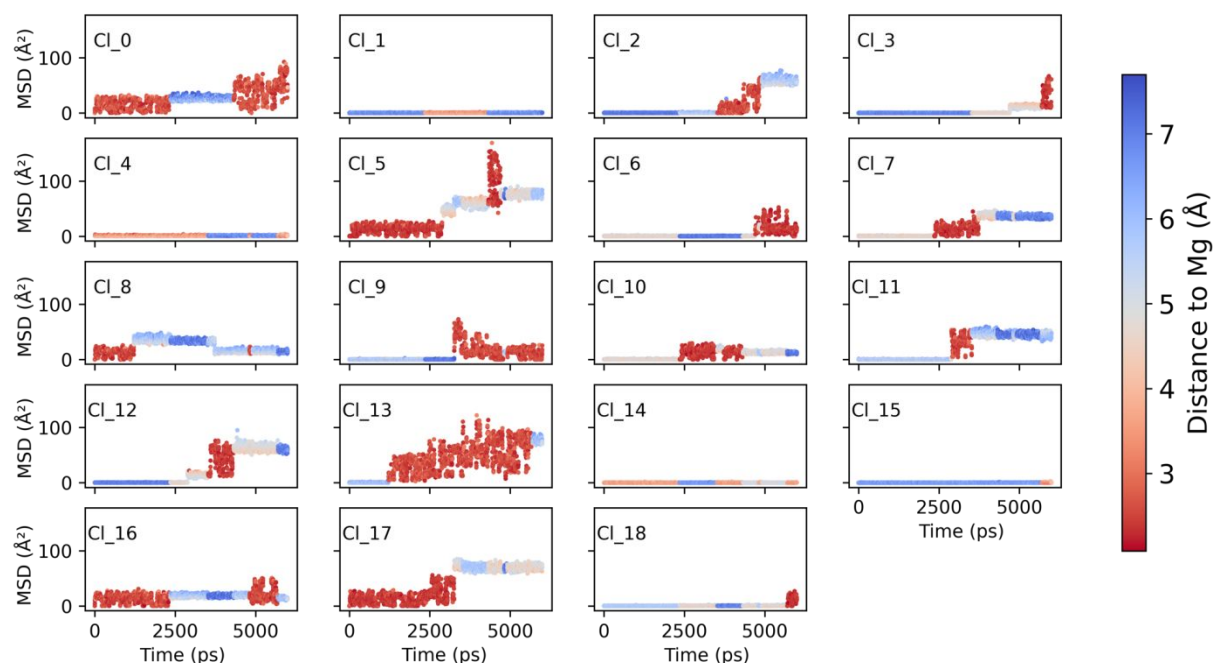 MSD (Å²)
100
0
Cl_0
Cl_1
Cl_2
Cl_3
MSD (Å²)
100
0
Cl_4
Cl_5
Cl_6
Cl_7
MSD (Å²)
100
0
Cl_8
Cl_9
Cl_10
Cl_11
MSD (Å²)
100
0
Cl_12
Cl_13
Cl_14
Cl_15
0 2500 5000
Time (ps)
MSD (Å²)
100
0
Cl_16
Cl_17
Cl_18
0 2500 5000
Time (ps)
0 2500 5000
Time (ps)
0 2500 5000
Time (ps)
7
6
5
4
3
Distance to Mg (Å)